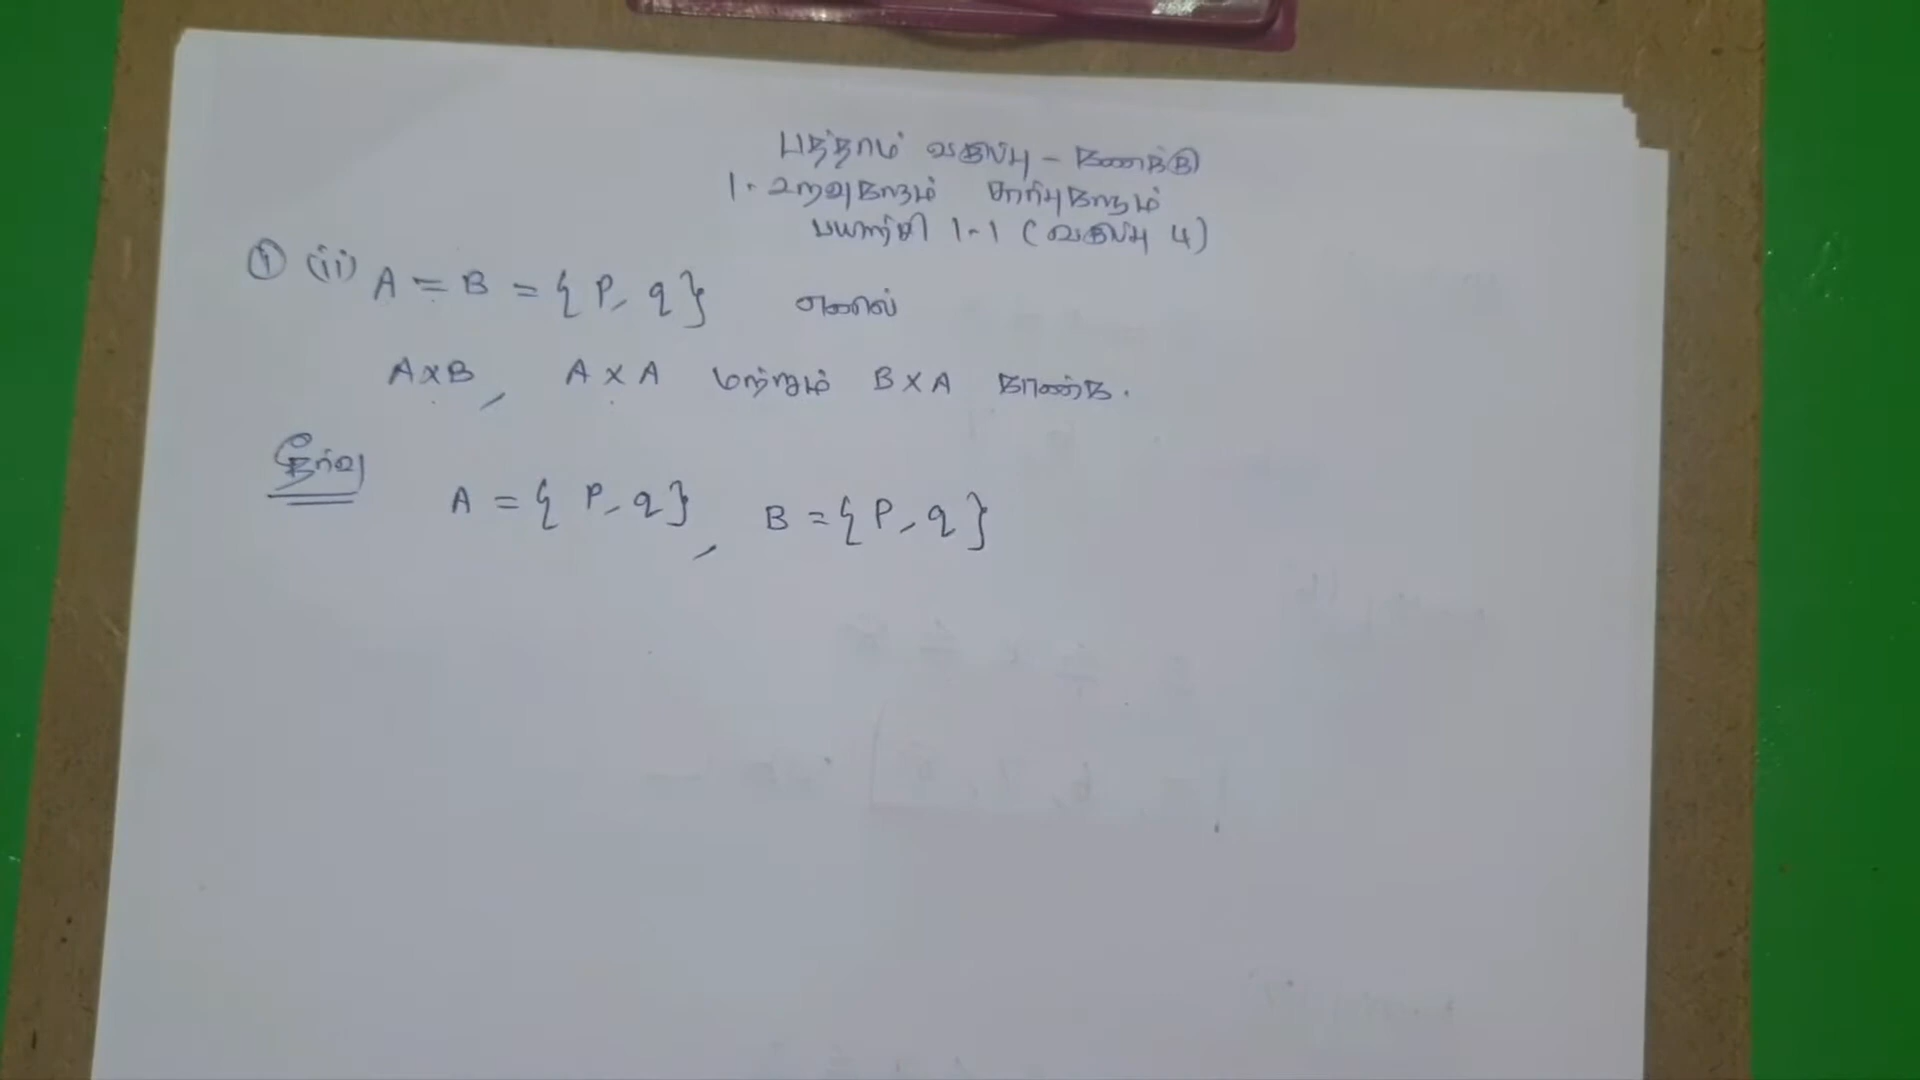 பத்தாம் வகுப்பு - கணக்கு
1. உறவுகளும் சார்புகளும்
பயிற்சி 1.1 (வகுப்பு 4)
① (ii) A = B = {p, q} எனில்
A×B, A×A மற்றும் B×A காண்க.
தீர்வு
A = {p, q}, B = {p, q}